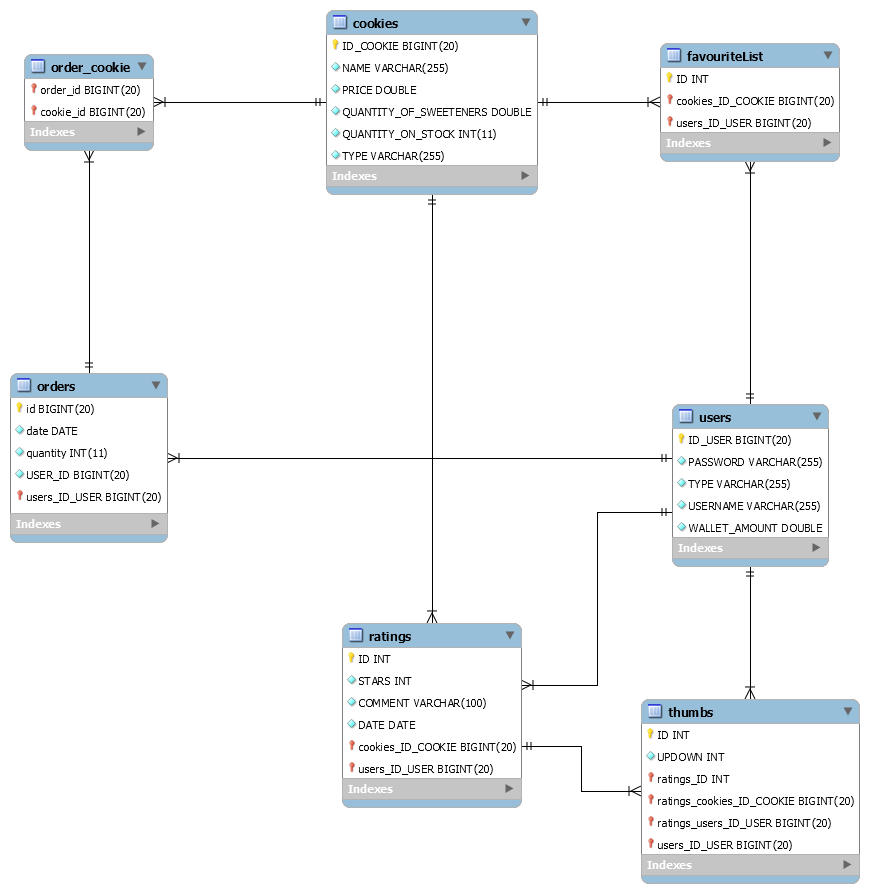 cookies
ID_COOKIE BIGINT(20)
NAME VARCHAR(255)
PRICE DOUBLE
QUANTITY_OF_SWEETENERS DOUBLE
QUANTITY_ON_STOCK INT(11)
TYPE VARCHAR(255)
Indexes
order_cookie
order_id BIGINT(20)
cookie_id BIGINT(20)
Indexes
favouriteList
ID INT
cookies_ID_COOKIE BIGINT(20)
users_ID_USER BIGINT(20)
Indexes
orders
id BIGINT(20)
date DATE
quantity INT(11)
USER_ID BIGINT(20)
users_ID_USER BIGINT(20)
Indexes
users
ID_USER BIGINT(20)
PASSWORD VARCHAR(255)
TYPE VARCHAR(255)
USERNAME VARCHAR(255)
WALLET_AMOUNT DOUBLE
Indexes
ratings
ID INT
STARS INT
COMMENT VARCHAR(100)
DATE DATE
cookies_ID_COOKIE BIGINT(20)
users_ID_USER BIGINT(20)
Indexes
thumbs
ID INT
UPDOWN INT
ratings_ID INT
ratings_cookies_ID_COOKIE BIGINT(20)
ratings_users_ID_USER BIGINT(20)
users_ID_USER BIGINT(20)
Indexes